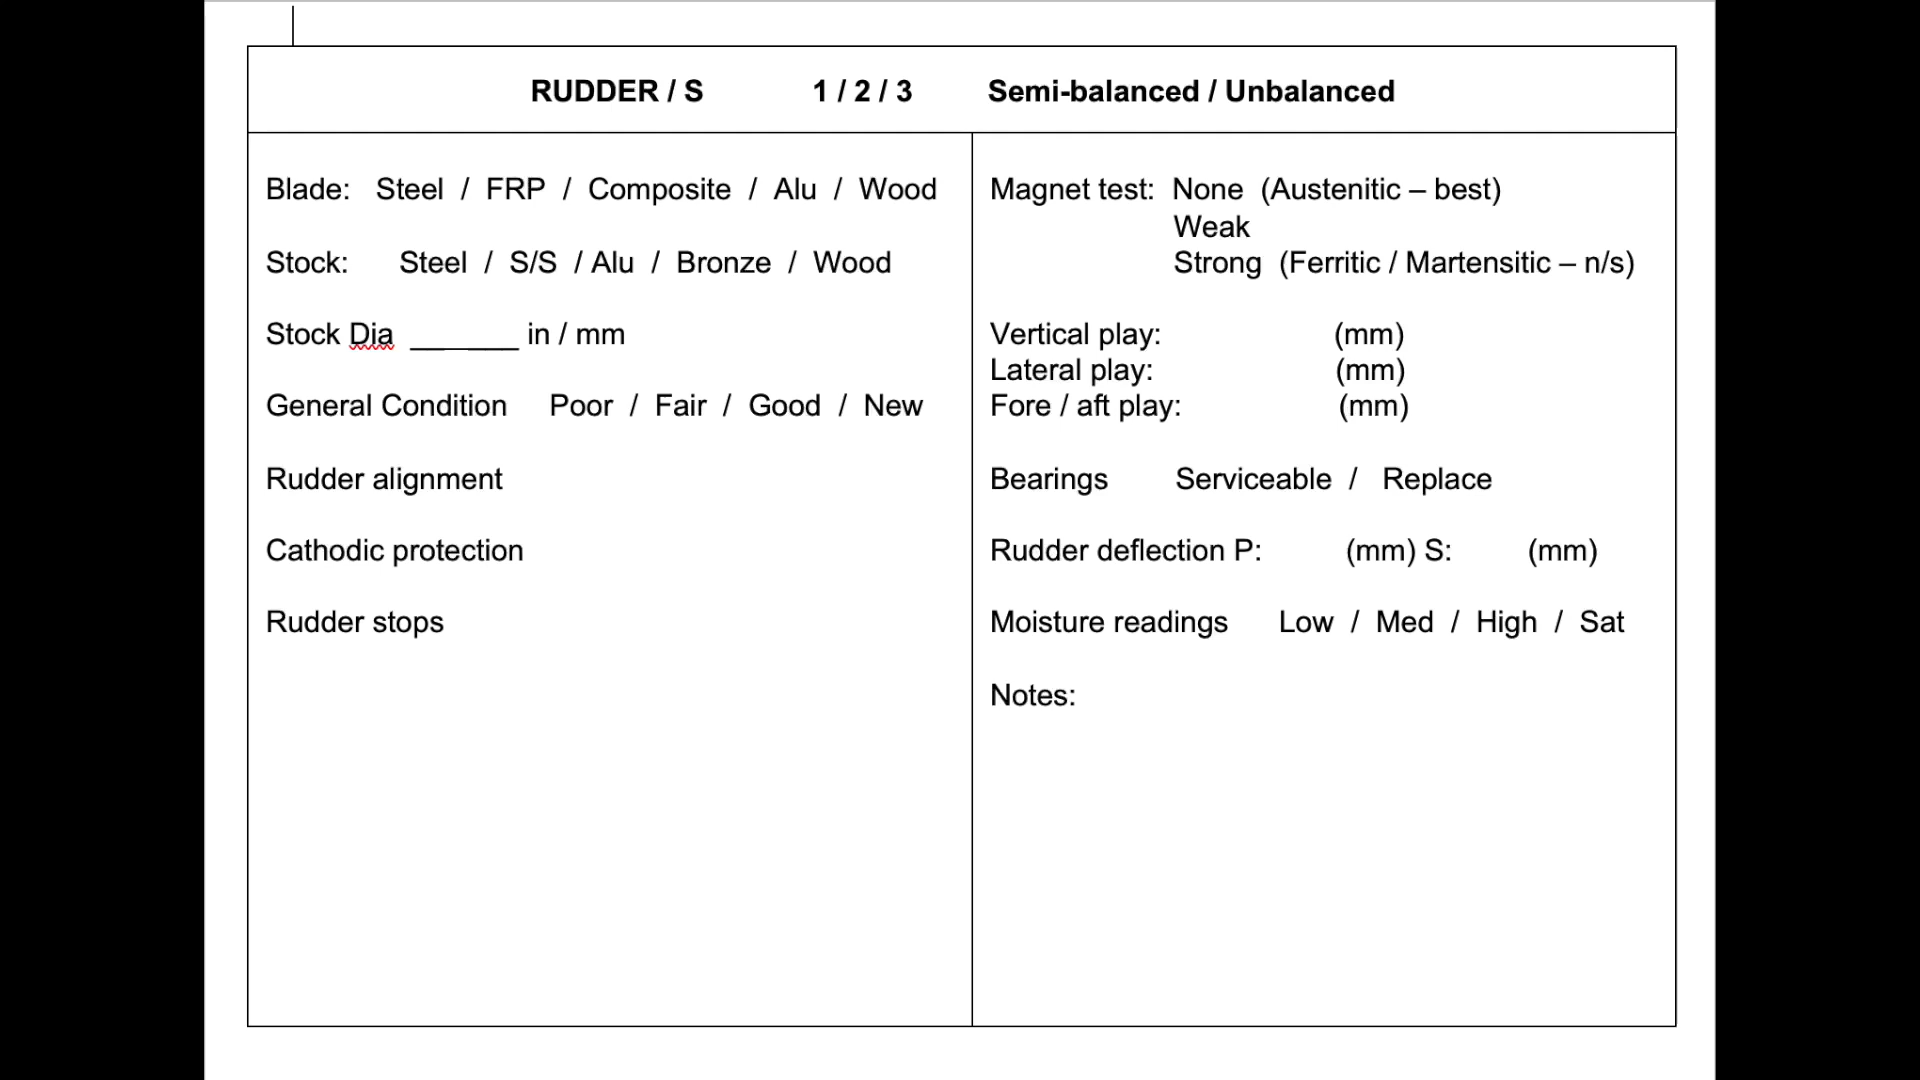 RUDDER / S 1 / 2 / 3 Semi-balanced / Unbalanced
Blade: Steel / FRP / Composite / Alu / Wood
Stock: Steel / S/S / Alu / Bronze / Wood
Stock Dia ______ in / mm
General Condition Poor / Fair / Good / New
Rudder alignment
Cathodic protection
Rudder stops
Magnet test: None (Austenitic – best)
Weak
Strong (Ferritic / Martensitic – n/s)
Vertical play: (mm)
Lateral play: (mm)
Fore / aft play: (mm)
Bearings Serviceable / Replace
Rudder deflection P: (mm) S: (mm)
Moisture readings Low / Med / High / Sat
Notes: